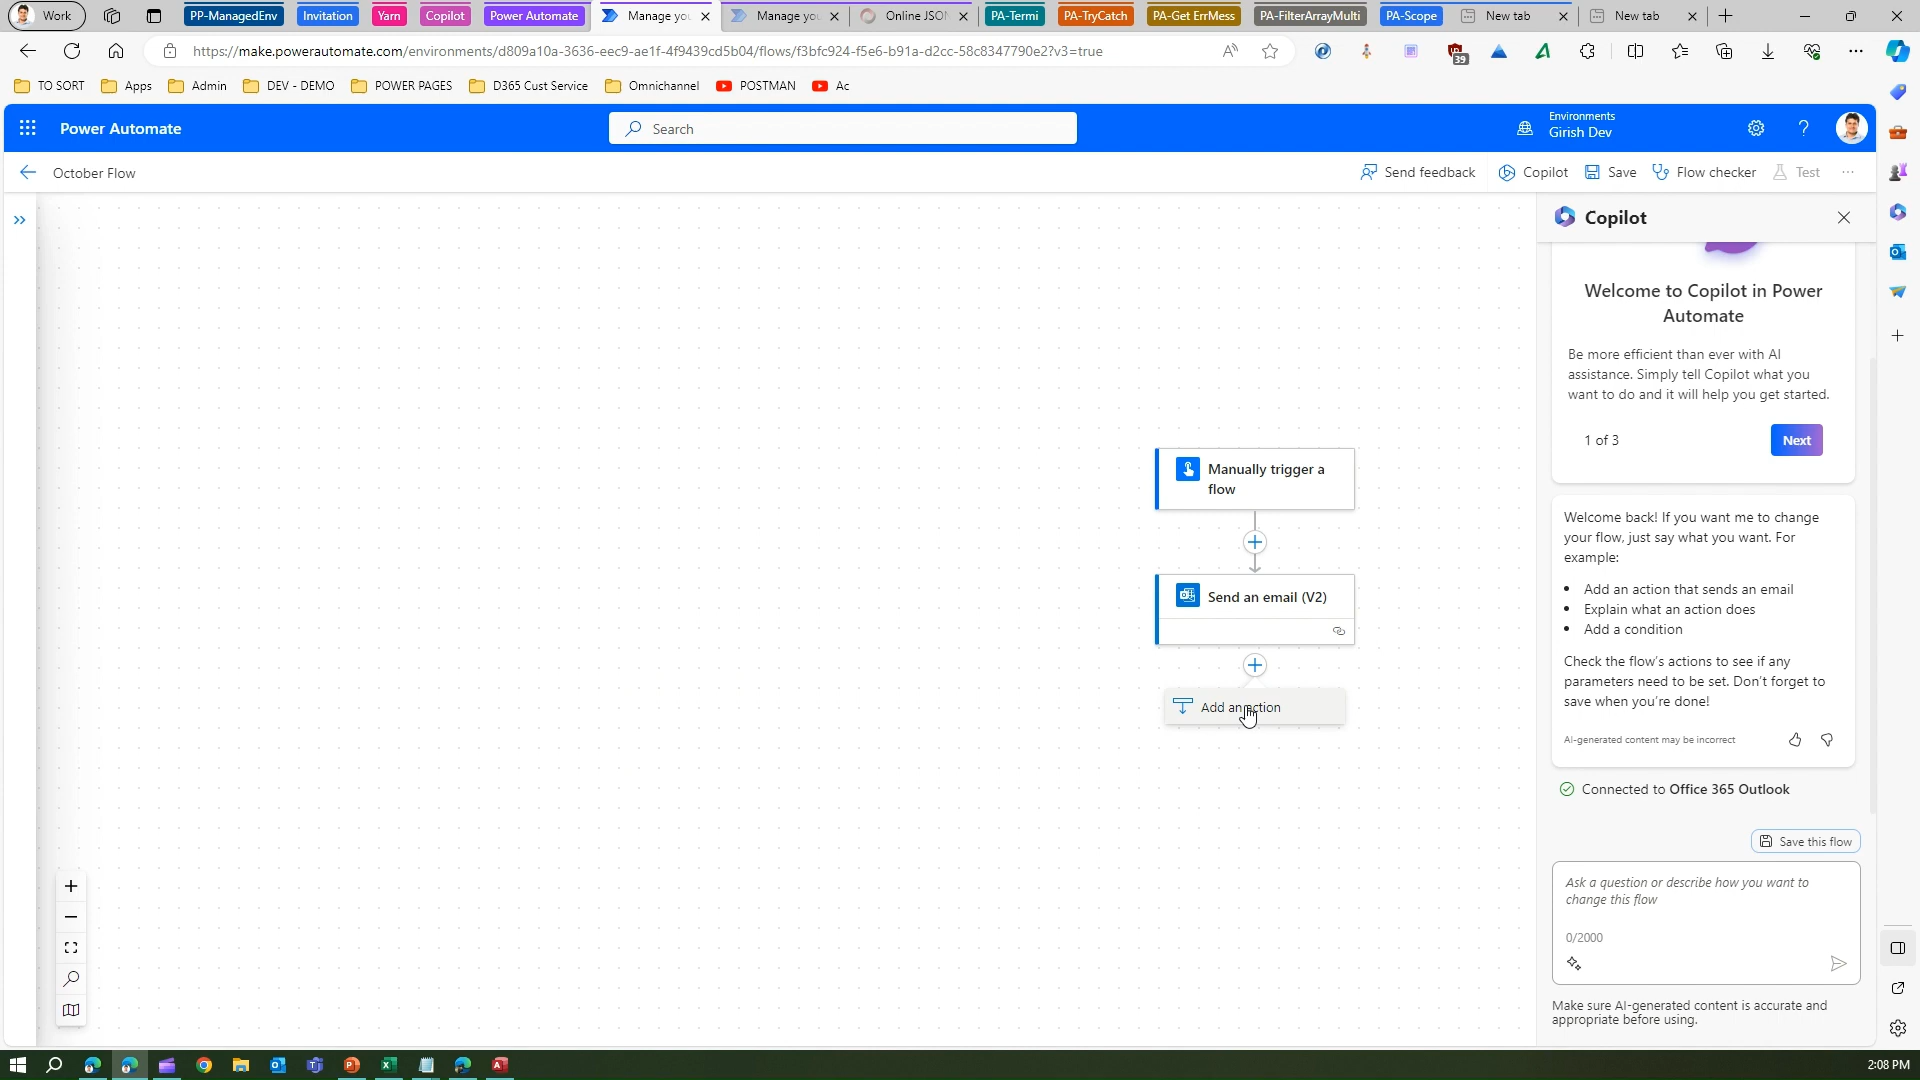 Work
PP-ManagedEnv
Invitation
Yarn
Copilot
Power Automate
Manage you
Manage you
Online JSON
PA-Termi
PA-TryCatch
PA-Get ErrMess
PA-FilterArrayMulti
PA-Scope
New tab
New tab
https://make.powerautomate.com/environments/d809a10a-3636-eec9-ae1f-4f9439cd5b04/flows/f3bfc924-f5e6-b91a-d2cc-58c8347790e2?v3=true
39
TO SORT
Apps
Admin
DEV - DEMO
POWER PAGES
D365 Cust Service
Omnichannel
POSTMAN
Ac
Power Automate
Search
Environments
Girish Dev
October Flow
Send feedback
Copilot
Save
Flow checker
Test
Manually trigger a
flow
Send an email (V2)
Add an action
Copilot
Welcome to Copilot in Power
Automate
Be more efficient than ever with AI
assistance. Simply tell Copilot what you
want to do and it will help you get started.
1 of 3
Next
Welcome back! If you want me to change
your flow, just say what you want. For
example:
• Add an action that sends an email
• Explain what an action does
• Add a condition
Check the flow's actions to see if any
parameters need to be set. Don't forget to
save when you're done!
AI-generated content may be incorrect
Connected to Office 365 Outlook
Save this flow
Ask a question or describe how you want to
change this flow
0/2000
Make sure AI-generated content is accurate and
appropriate before using.
2:08 PM